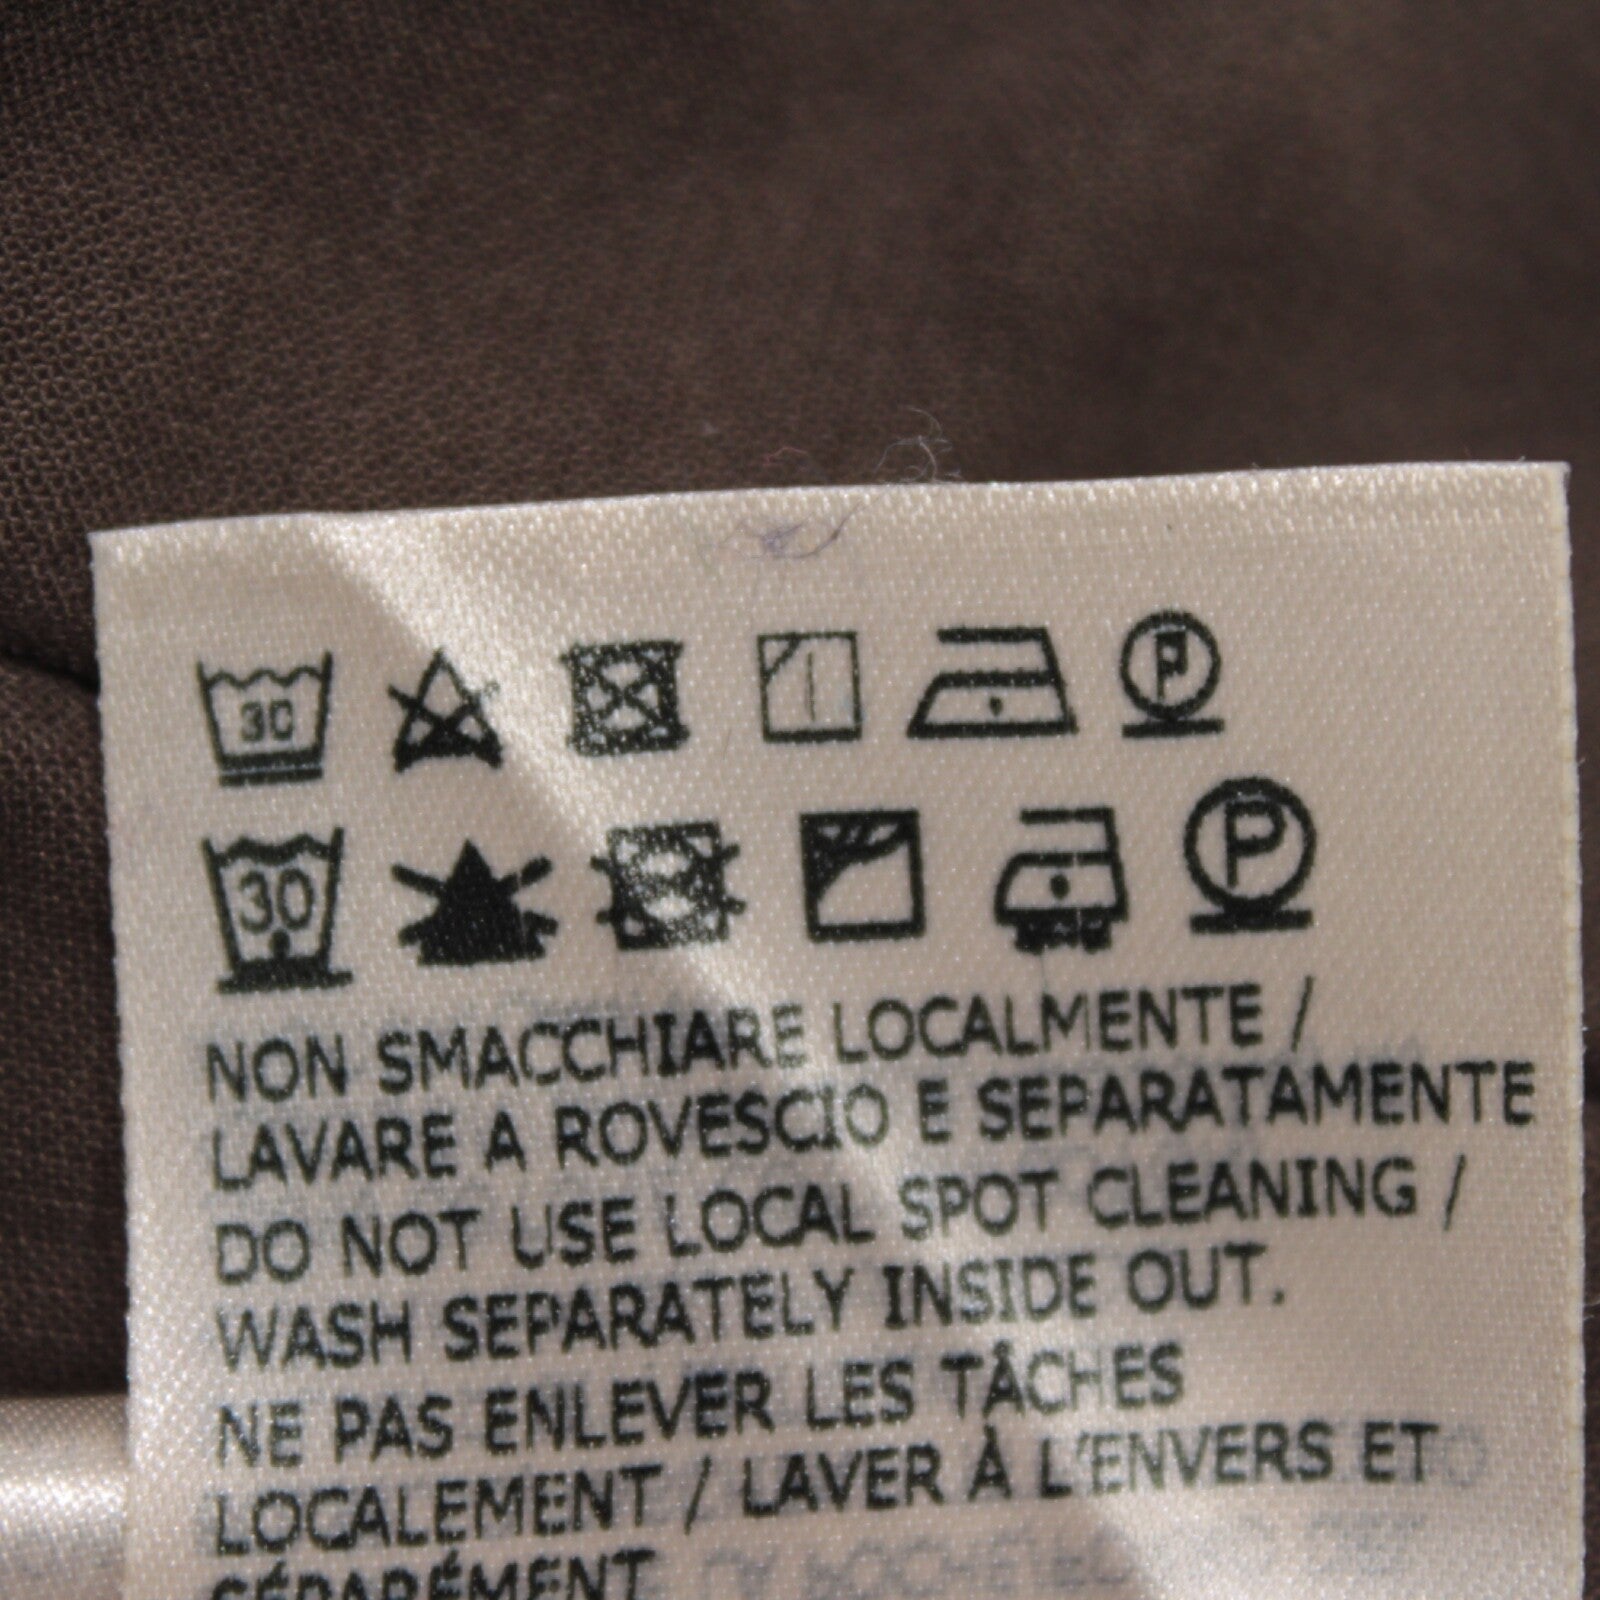 30
P
30
P
NON SMACCHIARE LOCALMENTE /
LAVARE A ROVESCIO E SEPARATAMENTE
DO NOT USE LOCAL SPOT CLEANING /
WASH SEPARATELY INSIDE OUT.
NE PAS ENLEVER LES TÂCHES
LOCALEMENT / LAVER À L'ENVERS ET
SÉPARÉMENT